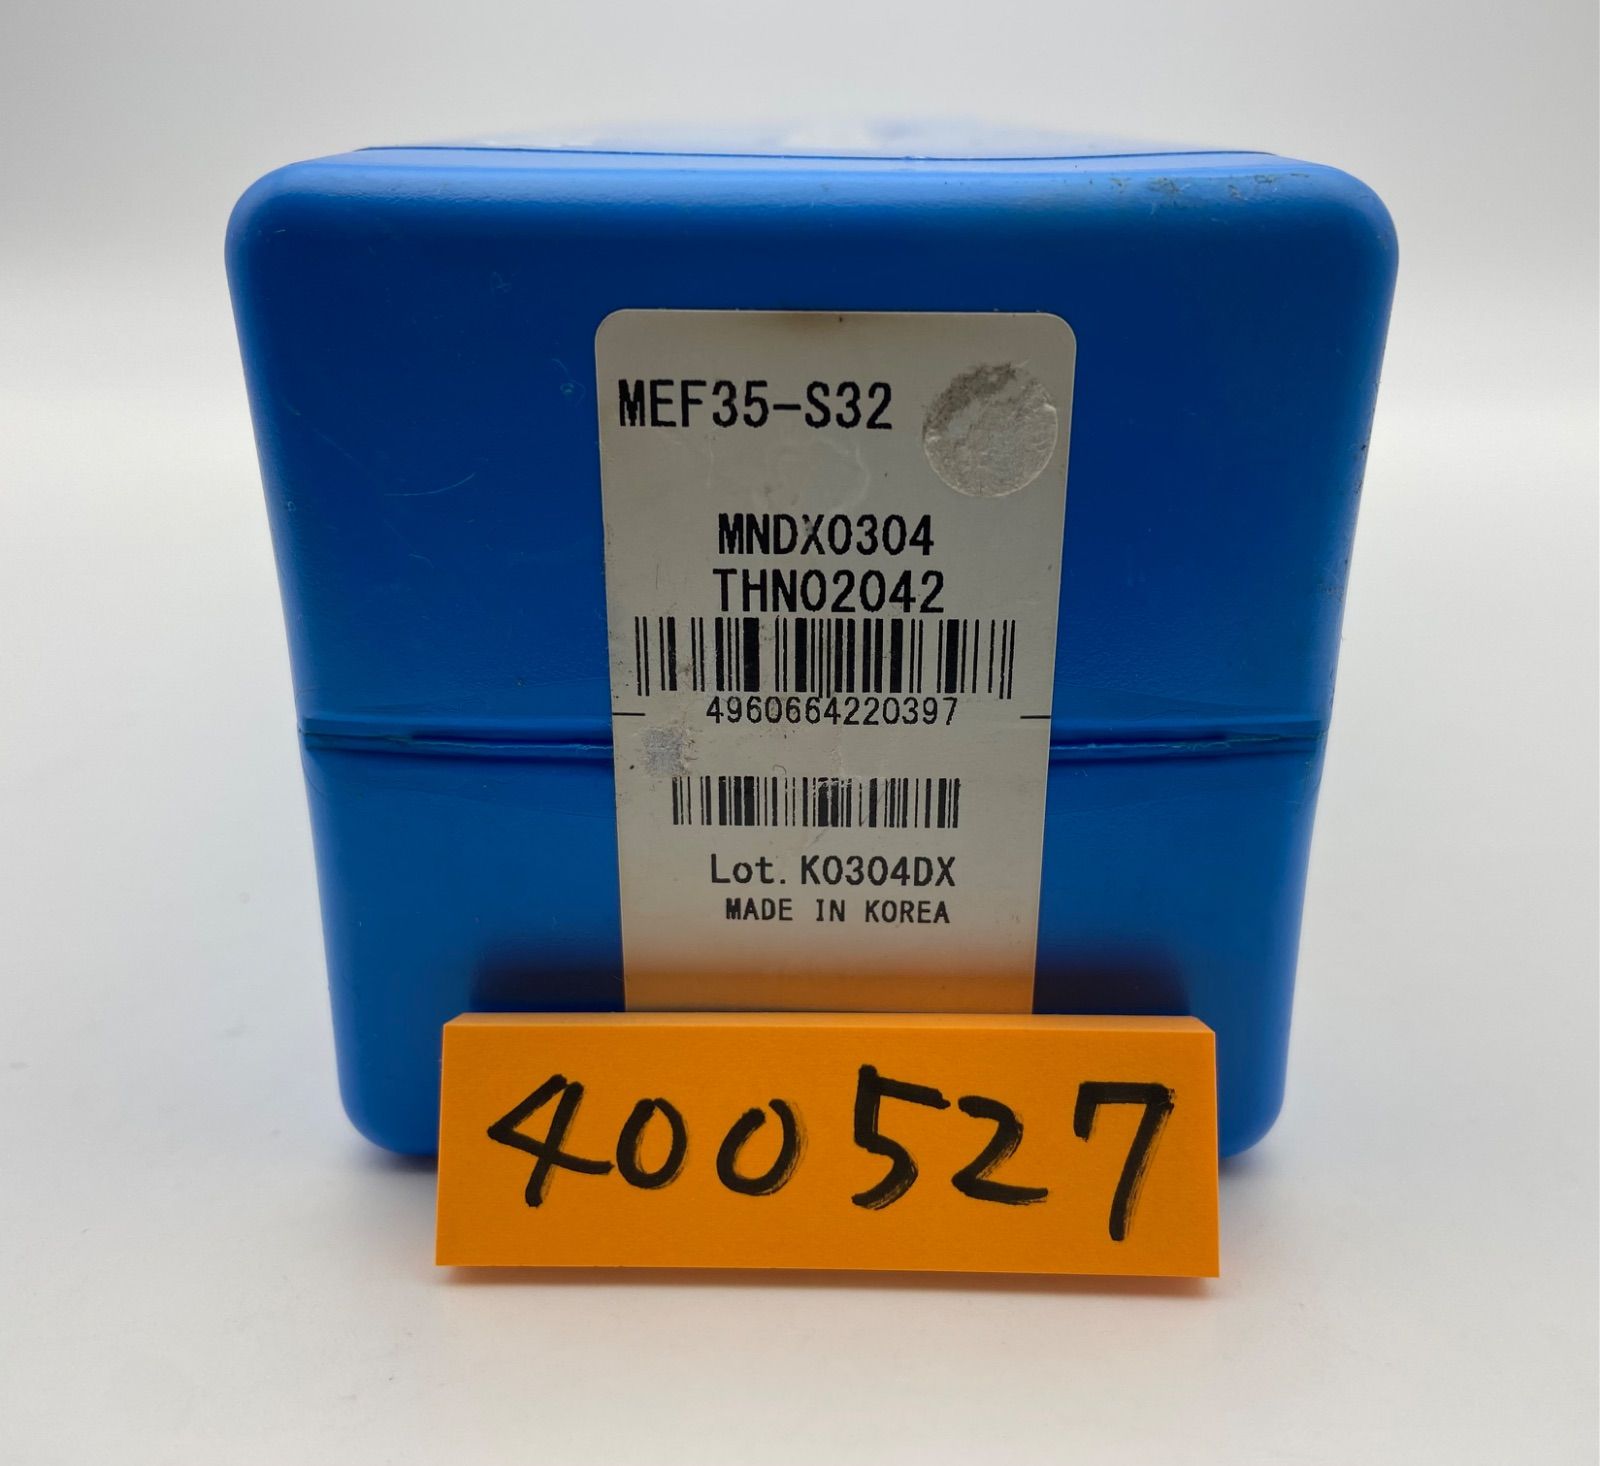 MEF35-S32
MNDX0304
THN02042
4960664220397
Lot. K0304DX
MADE IN KOREA
400527